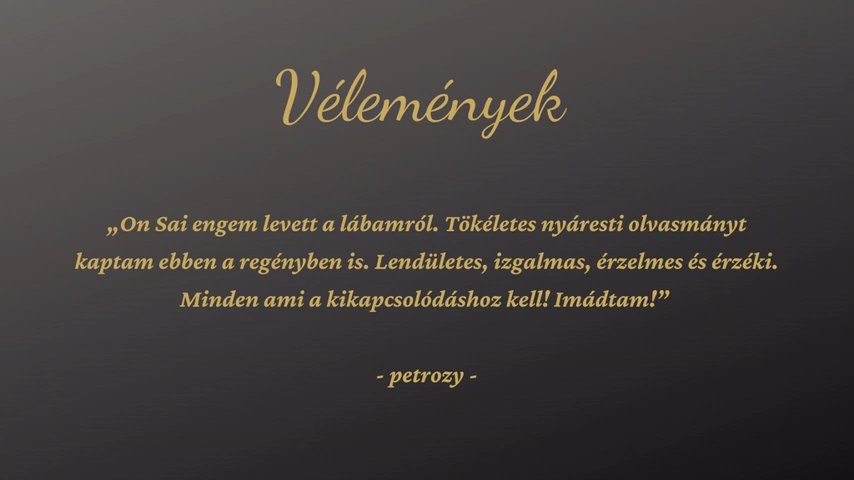 Vélemények
„On Sai engem levett a lábamról. Tökéletes nyáresti olvasmányt
kaptam ebben a regényben is. Lendületes, izgalmas, érzelmes és érzéki.
Minden ami a kikapcsolódáshoz kell! Imádtam!”
- petrozy -